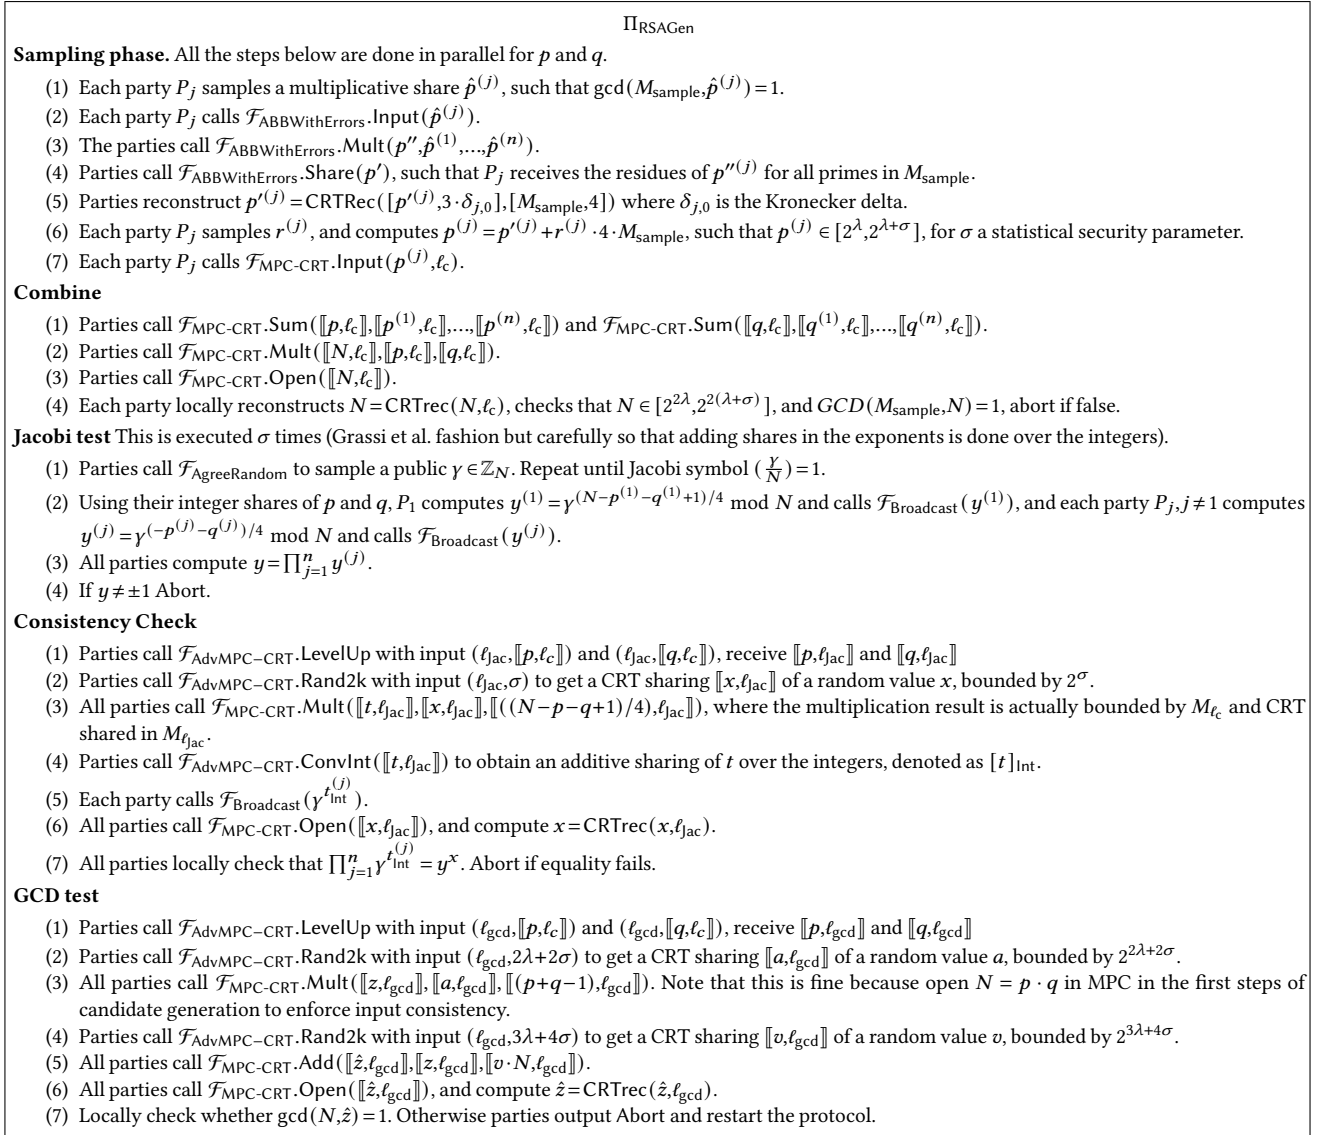 Π_RSAGen
Sampling phase. All the steps below are done in parallel for p and q.
(1) Each party P_j samples a multiplicative share p̂^(j), such that gcd(M_sample, p̂^(j)) = 1.
(2) Each party P_j calls ℱ_ABBWithErrors.Input(p̂^(j)).
(3) The parties call ℱ_ABBWithErrors.Mult(p'', p̂^(1),..., p̂^(n)).
(4) Parties call ℱ_ABBWithErrors.Share(p'), such that P_j receives the residues of p''^(j) for all primes in M_sample.
(5) Parties reconstruct p'^(j) = CRTRec([p'^(j), 3·δ_{j,0}], [M_sample, 4]) where δ_{j,0} is the Kronecker delta.
(6) Each party P_j samples r^(j), and computes p^(j) = p'^(j) + r^(j)·4·M_sample, such that p^(j) ∈ [2^λ, 2^{λ+σ}], for σ a statistical security parameter.
(7) Each party P_j calls ℱ_MPC-CRT.Input(p^(j), ℓ_c).
Combine
(1) Parties call ℱ_MPC-CRT.Sum(⟦p,ℓ_c⟧,⟦p^(1),ℓ_c⟧,...,⟦p^(n),ℓ_c⟧) and ℱ_MPC-CRT.Sum(⟦q,ℓ_c⟧,⟦q^(1),ℓ_c⟧,...,⟦q^(n),ℓ_c⟧).
(2) Parties call ℱ_MPC-CRT.Mult(⟦N,ℓ_c⟧,⟦p,ℓ_c⟧,⟦q,ℓ_c⟧).
(3) Parties call ℱ_MPC-CRT.Open(⟦N,ℓ_c⟧).
(4) Each party locally reconstructs N = CRTrec(N,ℓ_c), checks that N ∈ [2^{2λ}, 2^{2(λ+σ)}], and GCD(M_sample, N) = 1, abort if false.
Jacobi test This is executed σ times (Grassi et al. fashion but carefully so that adding shares in the exponents is done over the integers).
(1) Parties call ℱ_AgreeRandom to sample a public γ ∈ ℤ_N. Repeat until Jacobi symbol (γ/N) = 1.
(2) Using their integer shares of p and q, P_1 computes y^(1) = γ^{(N−p^(1)−q^(1)+1)/4} mod N and calls ℱ_Broadcast(y^(1)), and each party P_j, j ≠ 1 computes
y^(j) = γ^{(−p^(j)−q^(j))/4} mod N and calls ℱ_Broadcast(y^(j)).
(3) All parties compute y = ∏_{j=1}^n y^(j).
(4) If y ≠ ±1 Abort.
Consistency Check
(1) Parties call ℱ_AdvMPC−CRT.LevelUp with input (ℓ_Jac,⟦p,ℓ_c⟧) and (ℓ_Jac,⟦q,ℓ_c⟧), receive ⟦p,ℓ_Jac⟧ and ⟦q,ℓ_Jac⟧
(2) Parties call ℱ_AdvMPC−CRT.Rand2k with input (ℓ_Jac,σ) to get a CRT sharing ⟦x,ℓ_Jac⟧ of a random value x, bounded by 2^σ.
(3) All parties call ℱ_MPC-CRT.Mult(⟦t,ℓ_Jac⟧,⟦x,ℓ_Jac⟧,⟦((N−p−q+1)/4),ℓ_Jac⟧), where the multiplication result is actually bounded by M_{ℓ_c} and CRT
shared in M_{ℓ_Jac}.
(4) Parties call ℱ_AdvMPC−CRT.ConvInt(⟦t,ℓ_Jac⟧) to obtain an additive sharing of t over the integers, denoted as [t]_Int.
(5) Each party calls ℱ_Broadcast(γ^{t_Int^(j)}).
(6) All parties call ℱ_MPC-CRT.Open(⟦x,ℓ_Jac⟧), and compute x = CRTrec(x,ℓ_Jac).
(7) All parties locally check that ∏_{j=1}^n γ^{t_Int^(j)} = y^x. Abort if equality fails.
GCD test
(1) Parties call ℱ_AdvMPC−CRT.LevelUp with input (ℓ_gcd,⟦p,ℓ_c⟧) and (ℓ_gcd,⟦q,ℓ_c⟧), receive ⟦p,ℓ_gcd⟧ and ⟦q,ℓ_gcd⟧
(2) Parties call ℱ_AdvMPC−CRT.Rand2k with input (ℓ_gcd,2λ+2σ) to get a CRT sharing ⟦a,ℓ_gcd⟧ of a random value a, bounded by 2^{2λ+2σ}.
(3) All parties call ℱ_MPC-CRT.Mult(⟦z,ℓ_gcd⟧,⟦a,ℓ_gcd⟧,⟦(p+q−1),ℓ_gcd⟧). Note that this is fine because open N = p · q in MPC in the first steps of
candidate generation to enforce input consistency.
(4) Parties call ℱ_AdvMPC−CRT.Rand2k with input (ℓ_gcd,3λ+4σ) to get a CRT sharing ⟦v,ℓ_gcd⟧ of a random value v, bounded by 2^{3λ+4σ}.
(5) All parties call ℱ_MPC-CRT.Add(⟦ẑ,ℓ_gcd⟧,⟦z,ℓ_gcd⟧,⟦v·N,ℓ_gcd⟧).
(6) All parties call ℱ_MPC-CRT.Open(⟦ẑ,ℓ_gcd⟧), and compute ẑ = CRTrec(ẑ,ℓ_gcd).
(7) Locally check whether gcd(N,ẑ) = 1. Otherwise parties output Abort and restart the protocol.